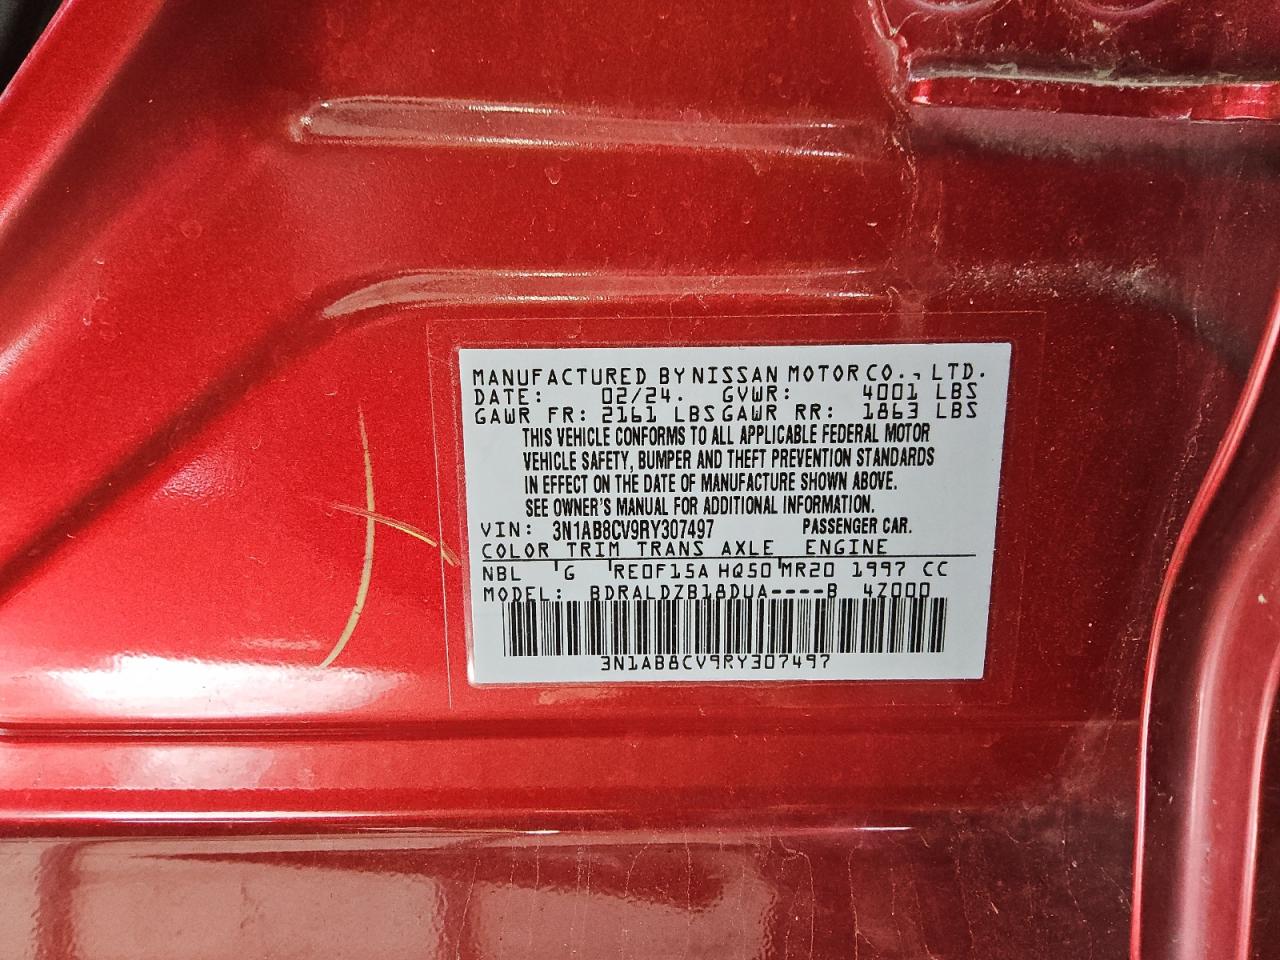 MANUFACTURED BY NISSAN MOTOR CO., LTD.
DATE: 02/24. GVWR: 4001 LBS
GAWR FR: 2161 LBS GAWR RR: 1863 LBS
THIS VEHICLE CONFORMS TO ALL APPLICABLE FEDERAL MOTOR
VEHICLE SAFETY, BUMPER AND THEFT PREVENTION STANDARDS
IN EFFECT ON THE DATE OF MANUFACTURE SHOWN ABOVE.
SEE OWNER'S MANUAL FOR ADDITIONAL INFORMATION.
VIN: 3N1AB8CV9RY307497 PASSENGER CAR.
COLOR TRIM TRANS AXLE ENGINE
NBL G RE0F15A HQ50 MR20 1997 CC
MODEL: BDRALDZB18DUA----B 4Z000
3N1AB8CV9RY307497